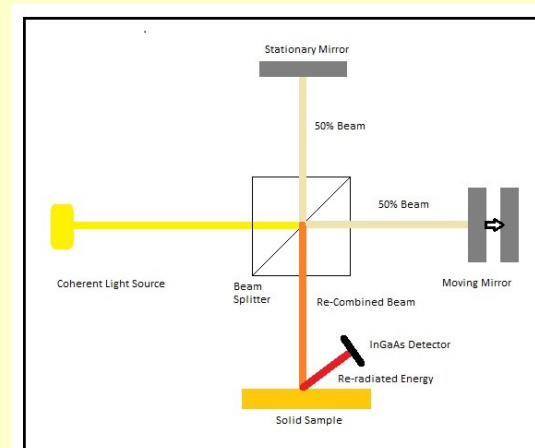 Stationary Mirror
50% Beam
50% Beam
Coherent Light Source
Beam
Splitter
Moving Mirror
Re-Combined Beam
InGaAs Detector
Re-radiated Energy
Solid Sample